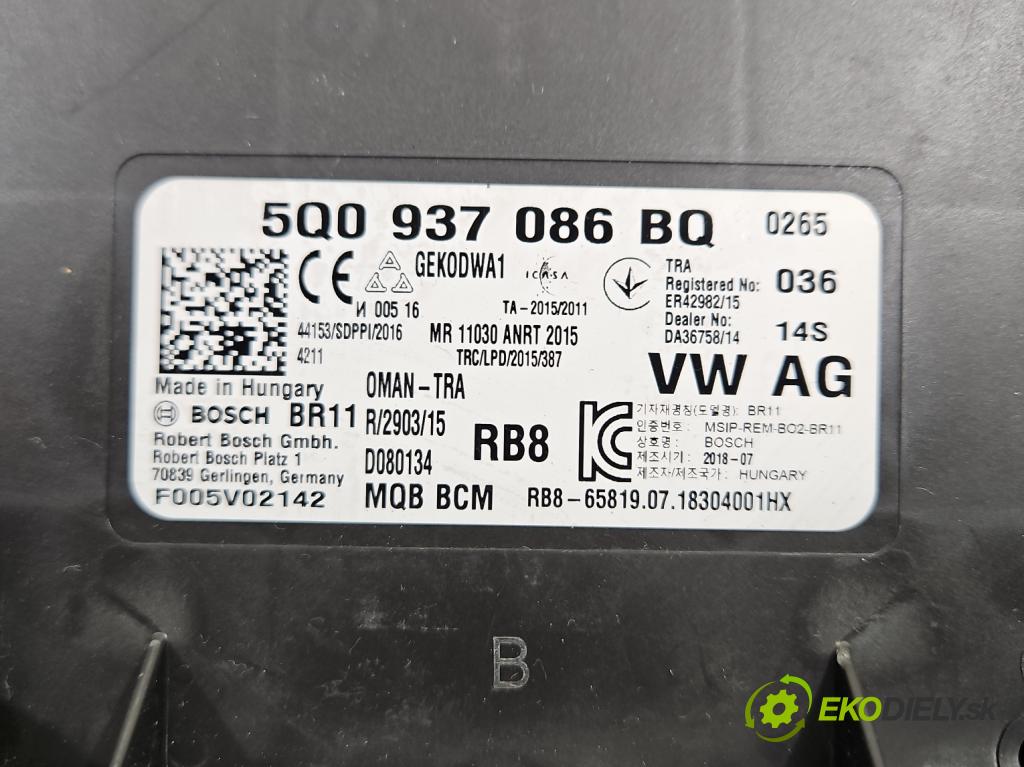 5Q0 937 086 BQ 0265
GEK0DWA1
ICASA
TRA
Registered No: 036
ER42982/15
И 005 16
TA-2015/2011
Dealer No:
DA36758/14 14S
44153/SDPPI/2016 MR 11030 ANRT 2015
4211
TRC/LPD/2015/387
Made in Hungary OMAN-TRA VW AG
BOSCH BR11 R/2903/15 RB8
Robert Bosch Gmbh.
Robert Bosch Platz 1 D080134
70839 Gerlingen, Germany
F005V02142 MQB BCM
기자재명칭(모델명): BR11
인증번호: MSIP-REM-BO2-BR11
상호명: BOSCH
제조시기: 2018-07
제조자/제조국가: HUNGARY
RB8-65819.07.18304001HX
B
EKODIELY.sk